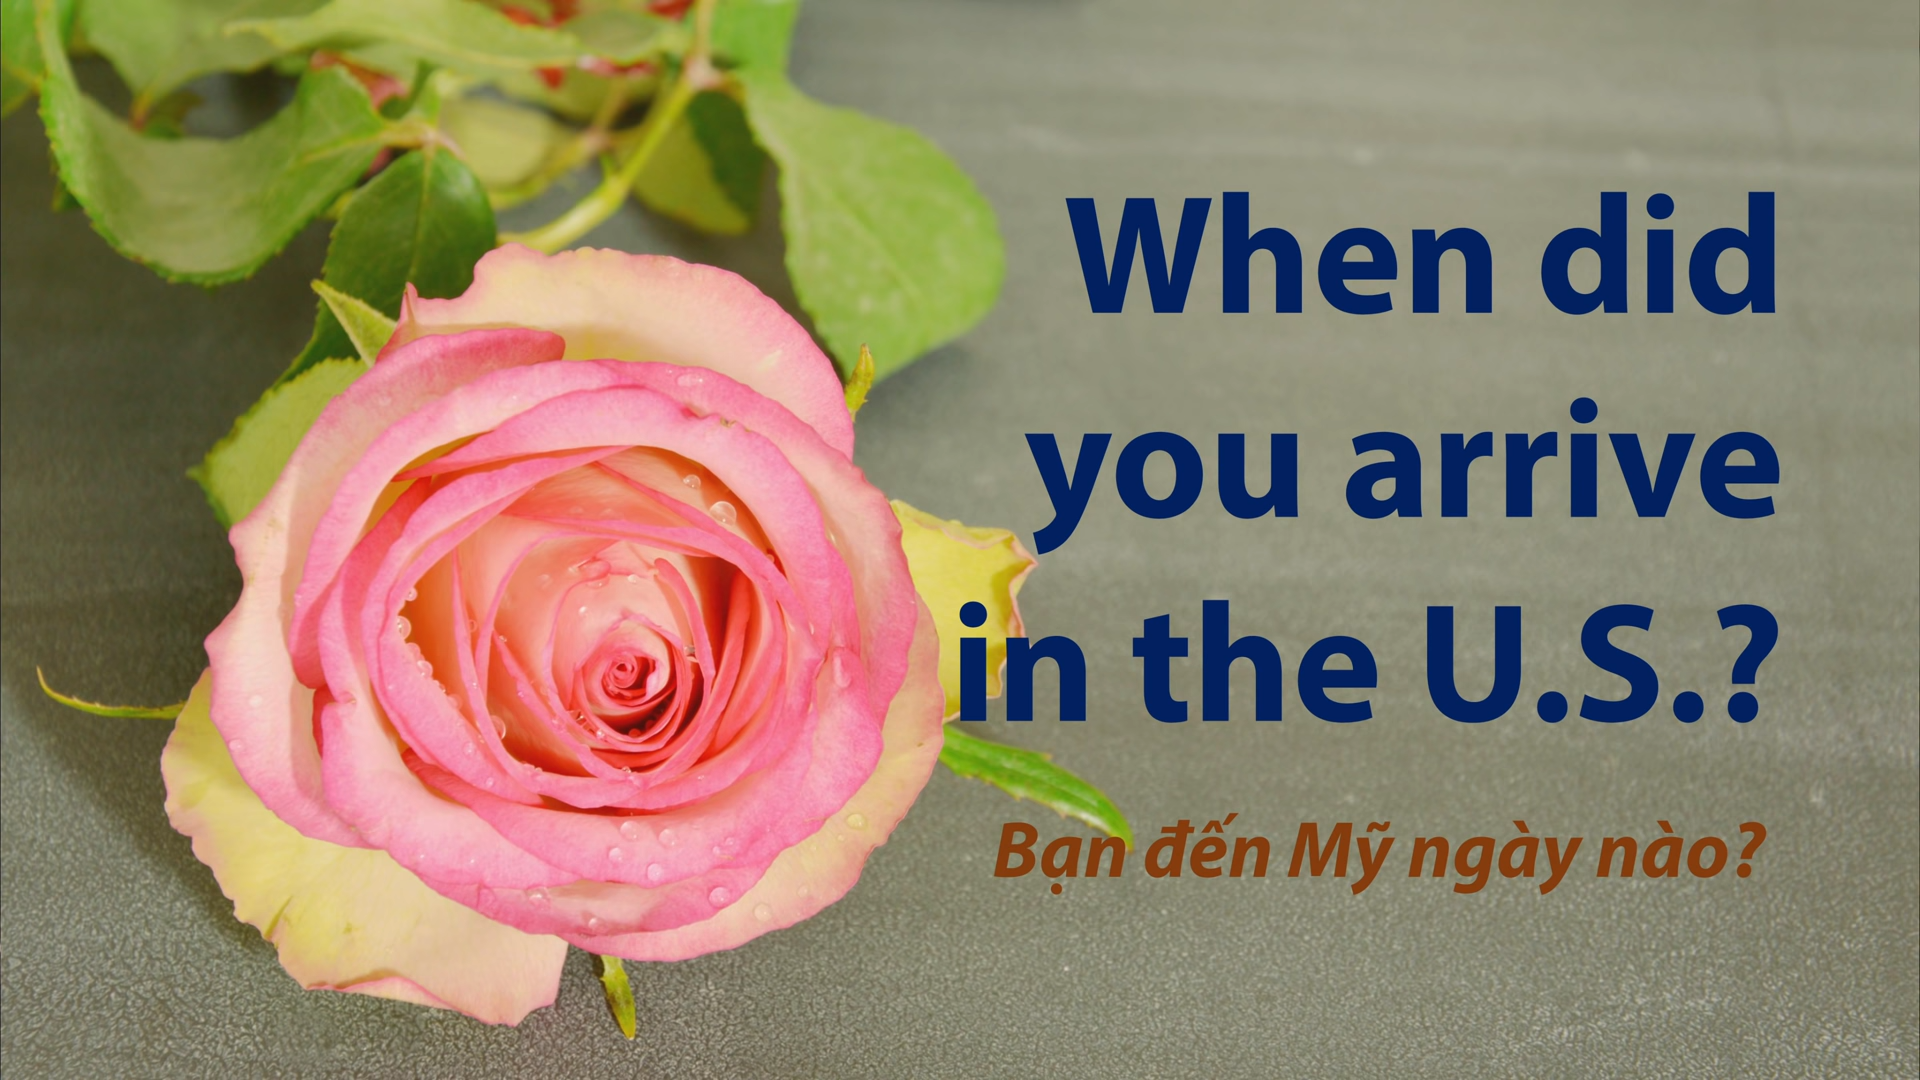 When did
you arrive
in the U.S.?
Bạn đến Mỹ ngày nào?